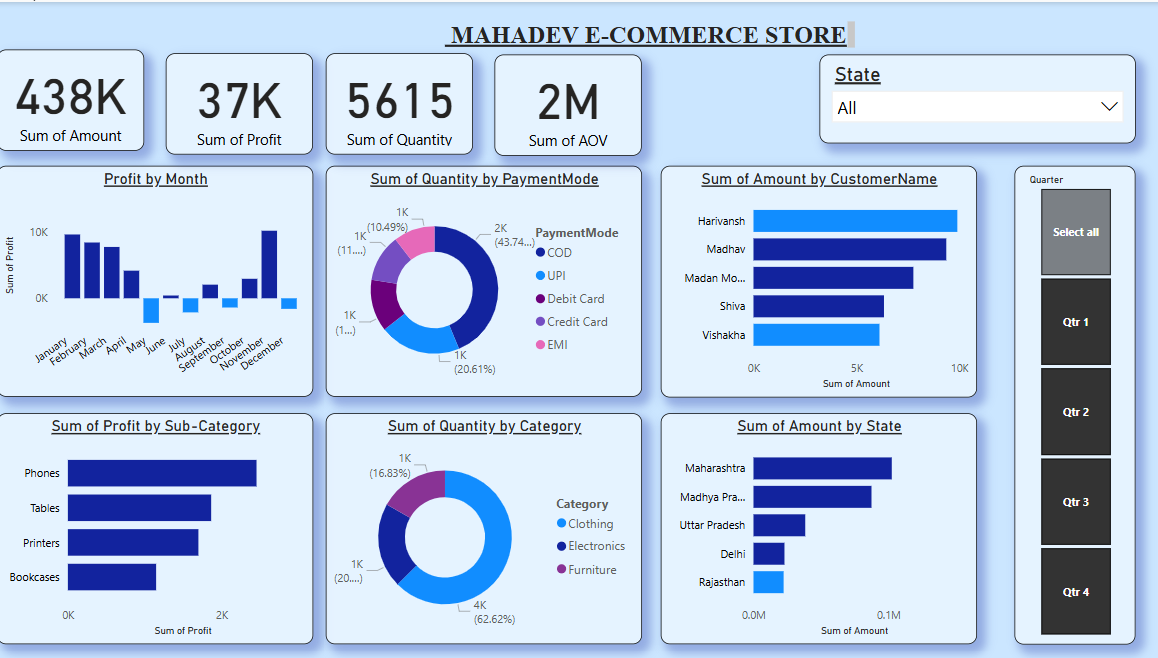 MAHADEV E-COMMERCE STORE
438K
Sum of Amount
37K
Sum of Profit
5615
Sum of Quantity
2M
Sum of AOV
State
All
Profit by Month
Sum of Profit
10K
0K
January
February
March
April
May
June
July
August
September
October
November
December
Sum of Quantity by PaymentMode
1K
(10.49%)
1K
(11....)
1K
(1...)
2K
(43.74...)
1K
(20.61%)
PaymentMode
COD
UPI
Debit Card
Credit Card
EMI
Sum of Amount by CustomerName
Harivansh
Madhav
Madan Mo...
Shiva
Vishakha
0K 5K 10K
Sum of Amount
Quarter
Select all
Qtr 1
Qtr 2
Qtr 3
Qtr 4
Sum of Profit by Sub-Category
Phones
Tables
Printers
Bookcases
0K 2K
Sum of Profit
Sum of Quantity by Category
1K
(16.83%)
1K
(20....)
4K
(62.62%)
Category
Clothing
Electronics
Furniture
Sum of Amount by State
Maharashtra
Madhya Pra...
Uttar Pradesh
Delhi
Rajasthan
0.0M 0.1M
Sum of Amount